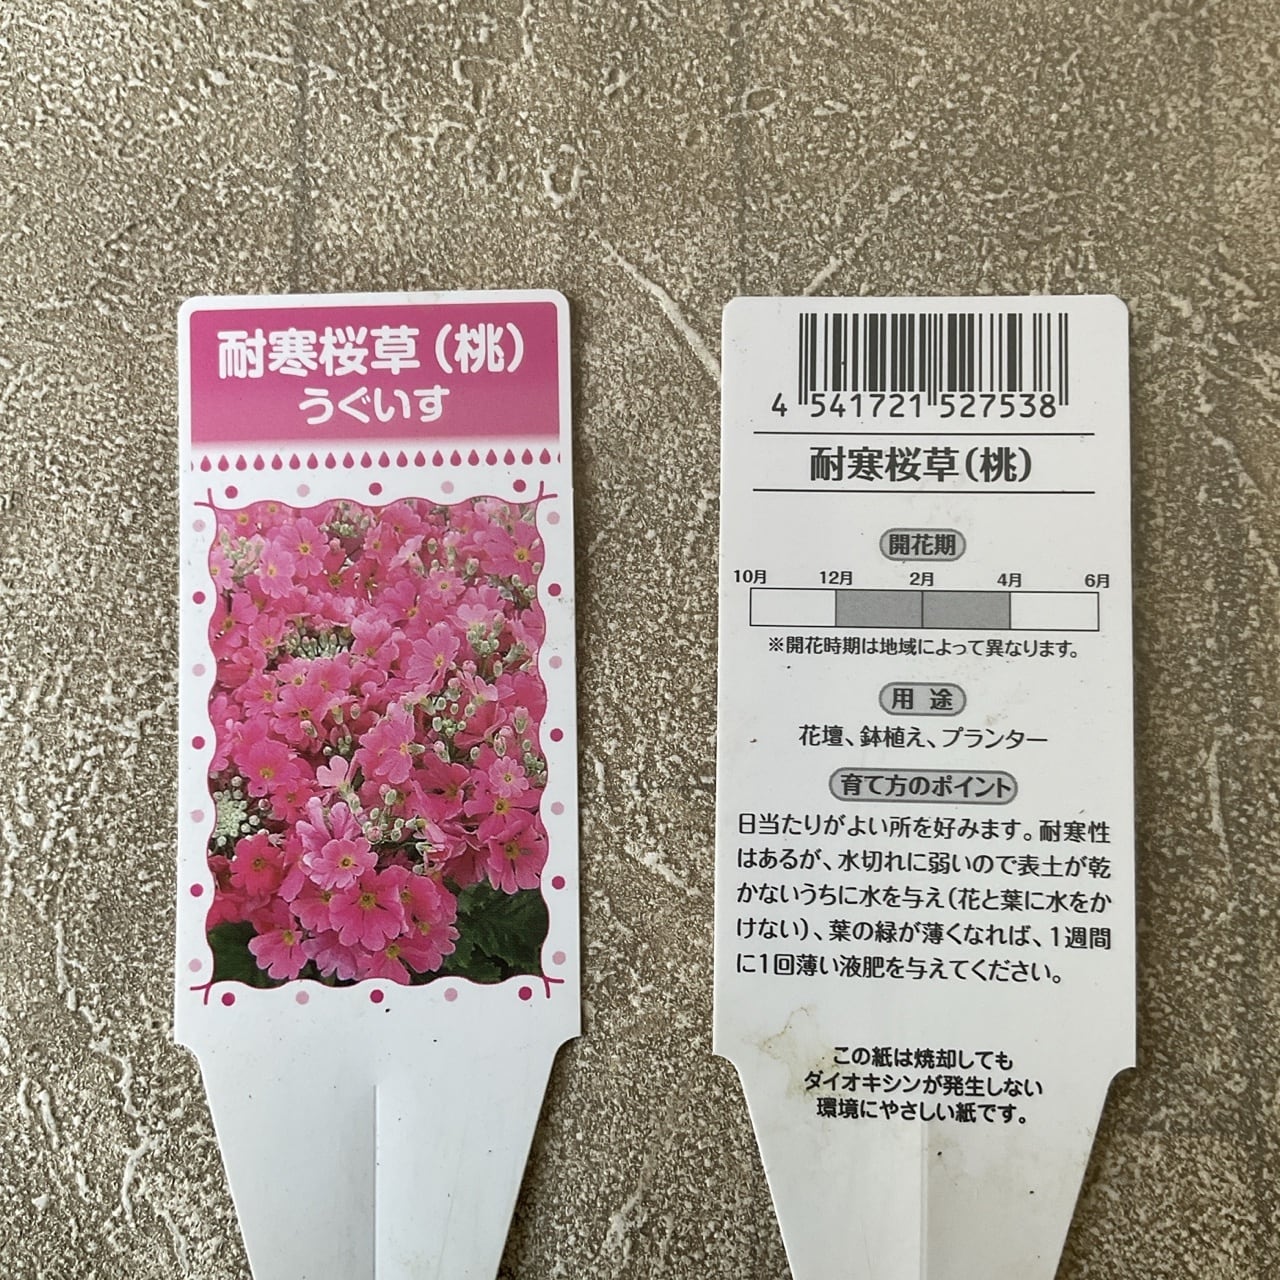 耐寒桜草（桃）
うぐいす
4 541721 527538
耐寒桜草（桃）
開花期
10月 12月 2月 4月 6月
※開花時期は地域によって異なります。
用途
花壇、鉢植え、プランター
育て方のポイント
日当たりがよい所を好みます。耐寒性
はあるが、水切れに弱いので表土が乾
かないうちに水を与え（花と葉に水をか
けない）、葉の緑が薄くなれば、1週間
に1回薄い液肥を与えてください。
この紙は焼却しても
ダイオキシンが発生しない
環境にやさしい紙です。